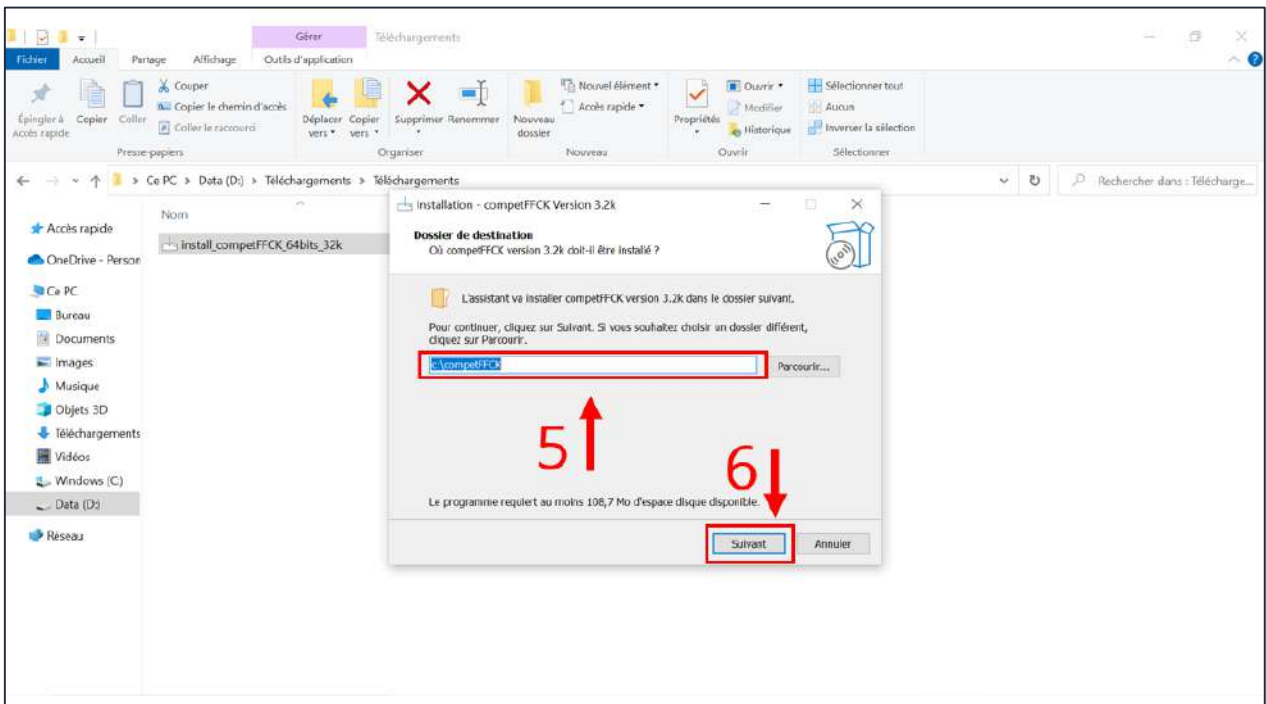 Gérer
Téléchargements
Fichier
Accueil
Partage
Affichage
Outils d'application
Épingler à
Accès rapide
Copier
Coller
Couper
Copier le chemin d'accès
Coller le raccourci
Presse-papiers
Déplacer
vers
Copier
vers
Supprimer
Renommer
Organiser
Nouveau
dossier
Nouvel élément
Accès rapide
Nouveau
Propriétés
Ouvrir
Modifier
Historique
Ouvrir
Sélectionner tout
Aucun
Inverser la sélection
Sélectionner
Ce PC > Data (D:) > Téléchargements > Téléchargements
Rechercher dans : Télécharge...
Accès rapide
OneDrive - Person
Ce PC
Bureau
Documents
Images
Musique
Objets 3D
Téléchargements
Vidéos
Windows (C)
Data (D:)
Réseau
Nom
install_competFFCK_64bits_32k
Installation - competFFCK Version 3.2k
Dossier de destination
Où competFFCK version 3.2k doit-il être installé ?
L'assistant va installer competFFCK version 3.2k dans le dossier suivant.
Pour continuer, cliquez sur Suivant. Si vous souhaitez choisir un dossier différent,
cliquez sur Parcourir.
c:\competFFCK
Parcourir...
5
6
Le programme requiert au moins 108,7 Mo d'espace disque disponible.
Suivant
Annuler